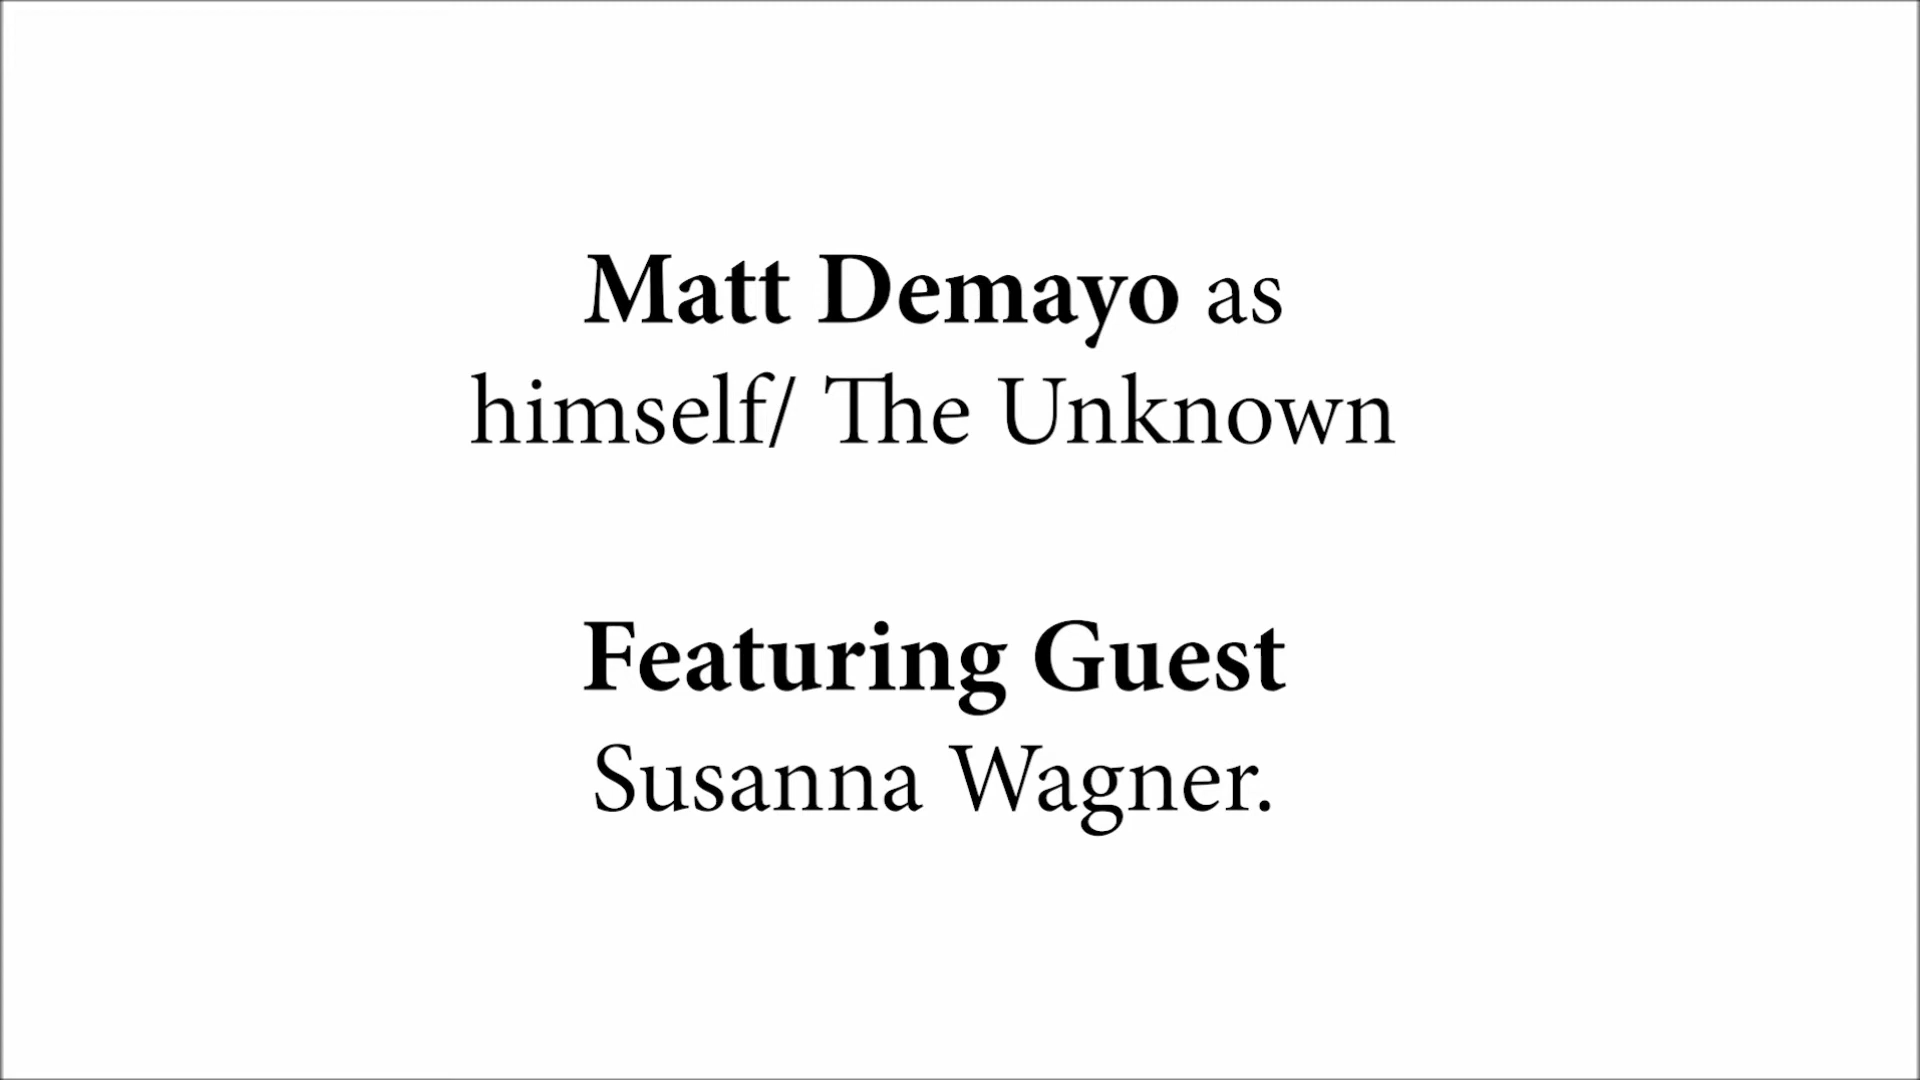 Matt Demayo as
himself/ The Unknown
Featuring Guest
Susanna Wagner.